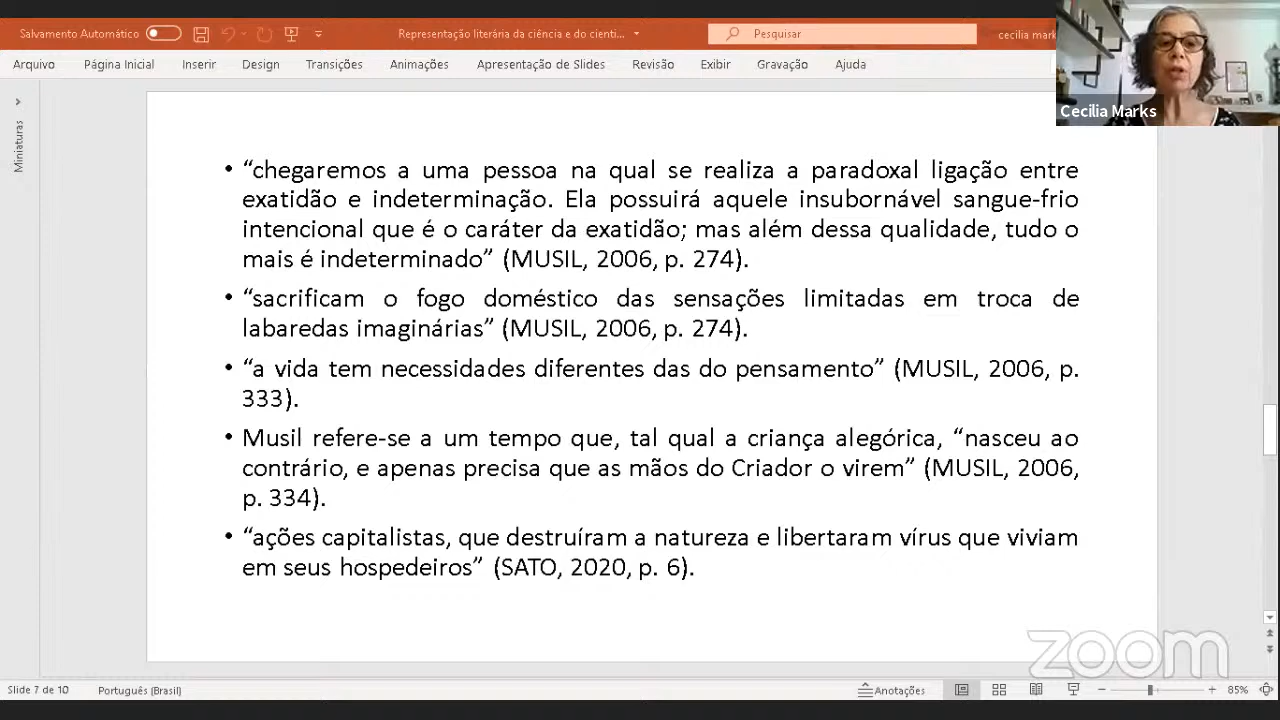 Salvamento Automático
Representação literária da ciência e do cienti...
Pesquisar
cecilia mark
Arquivo
Página Inicial
Inserir
Design
Transições
Animações
Apresentação de Slides
Revisão
Exibir
Gravação
Ajuda
Cecilia Marks
Miniaturas
• “chegaremos a uma pessoa na qual se realiza a paradoxal ligação entre
exatidão e indeterminação. Ela possuirá aquele insubornável sangue-frio
intencional que é o caráter da exatidão; mas além dessa qualidade, tudo o
mais é indeterminado” (MUSIL, 2006, p. 274).
• “sacrificam o fogo doméstico das sensações limitadas em troca de
labaredas imaginárias” (MUSIL, 2006, p. 274).
• “a vida tem necessidades diferentes das do pensamento” (MUSIL, 2006, p.
333).
• Musil refere-se a um tempo que, tal qual a criança alegórica, “nasceu ao
contrário, e apenas precisa que as mãos do Criador o virem” (MUSIL, 2006,
p. 334).
• “ações capitalistas, que destruíram a natureza e libertaram vírus que viviam
em seus hospedeiros” (SATO, 2020, p. 6).
zoom
Slide 7 de 10
Português (Brasil)
Anotações
85%